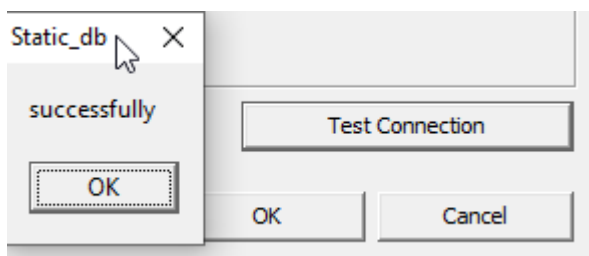 Static_db
successfully
OK
Test Connection
OK
Cancel